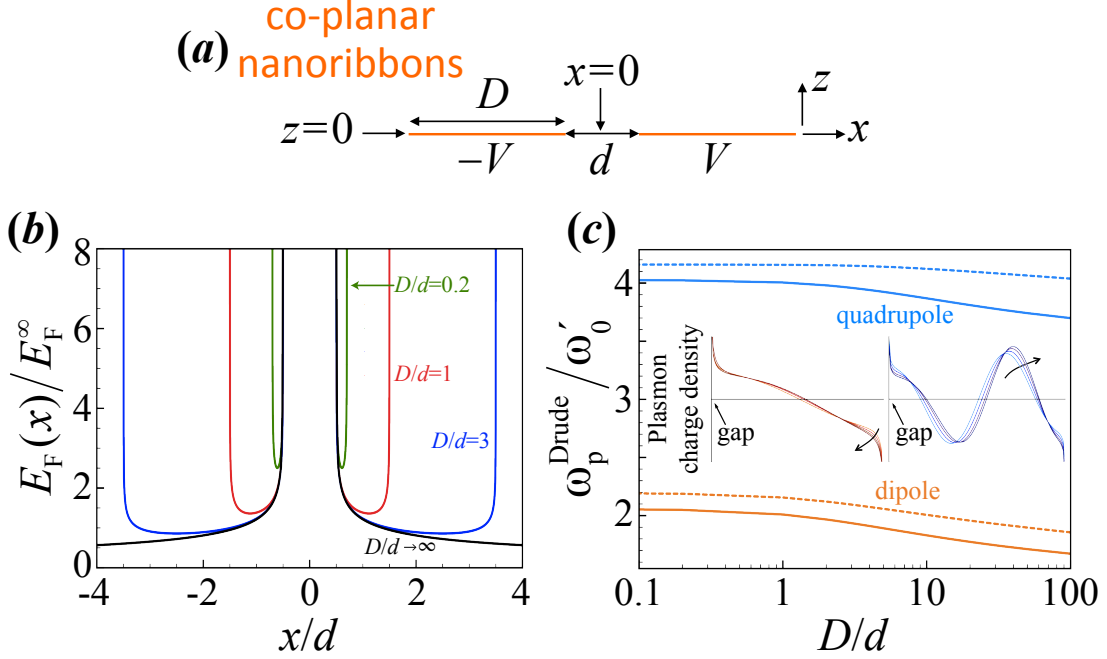 (a)
co-planar
nanoribbons
x=0
D
z
z=0
x
−V
d
V
(b)
8
6
4
2
0
E_F(x)/E_F^∞
D/d=0.2
D/d=1
D/d=3
D/d→∞
-4
-2
0
2
4
x/d
(c)
4
3
2
ω_p^Drude/ω′_0
quadrupole
Plasmon
charge density
gap
gap
dipole
0.1
1
10
100
D/d